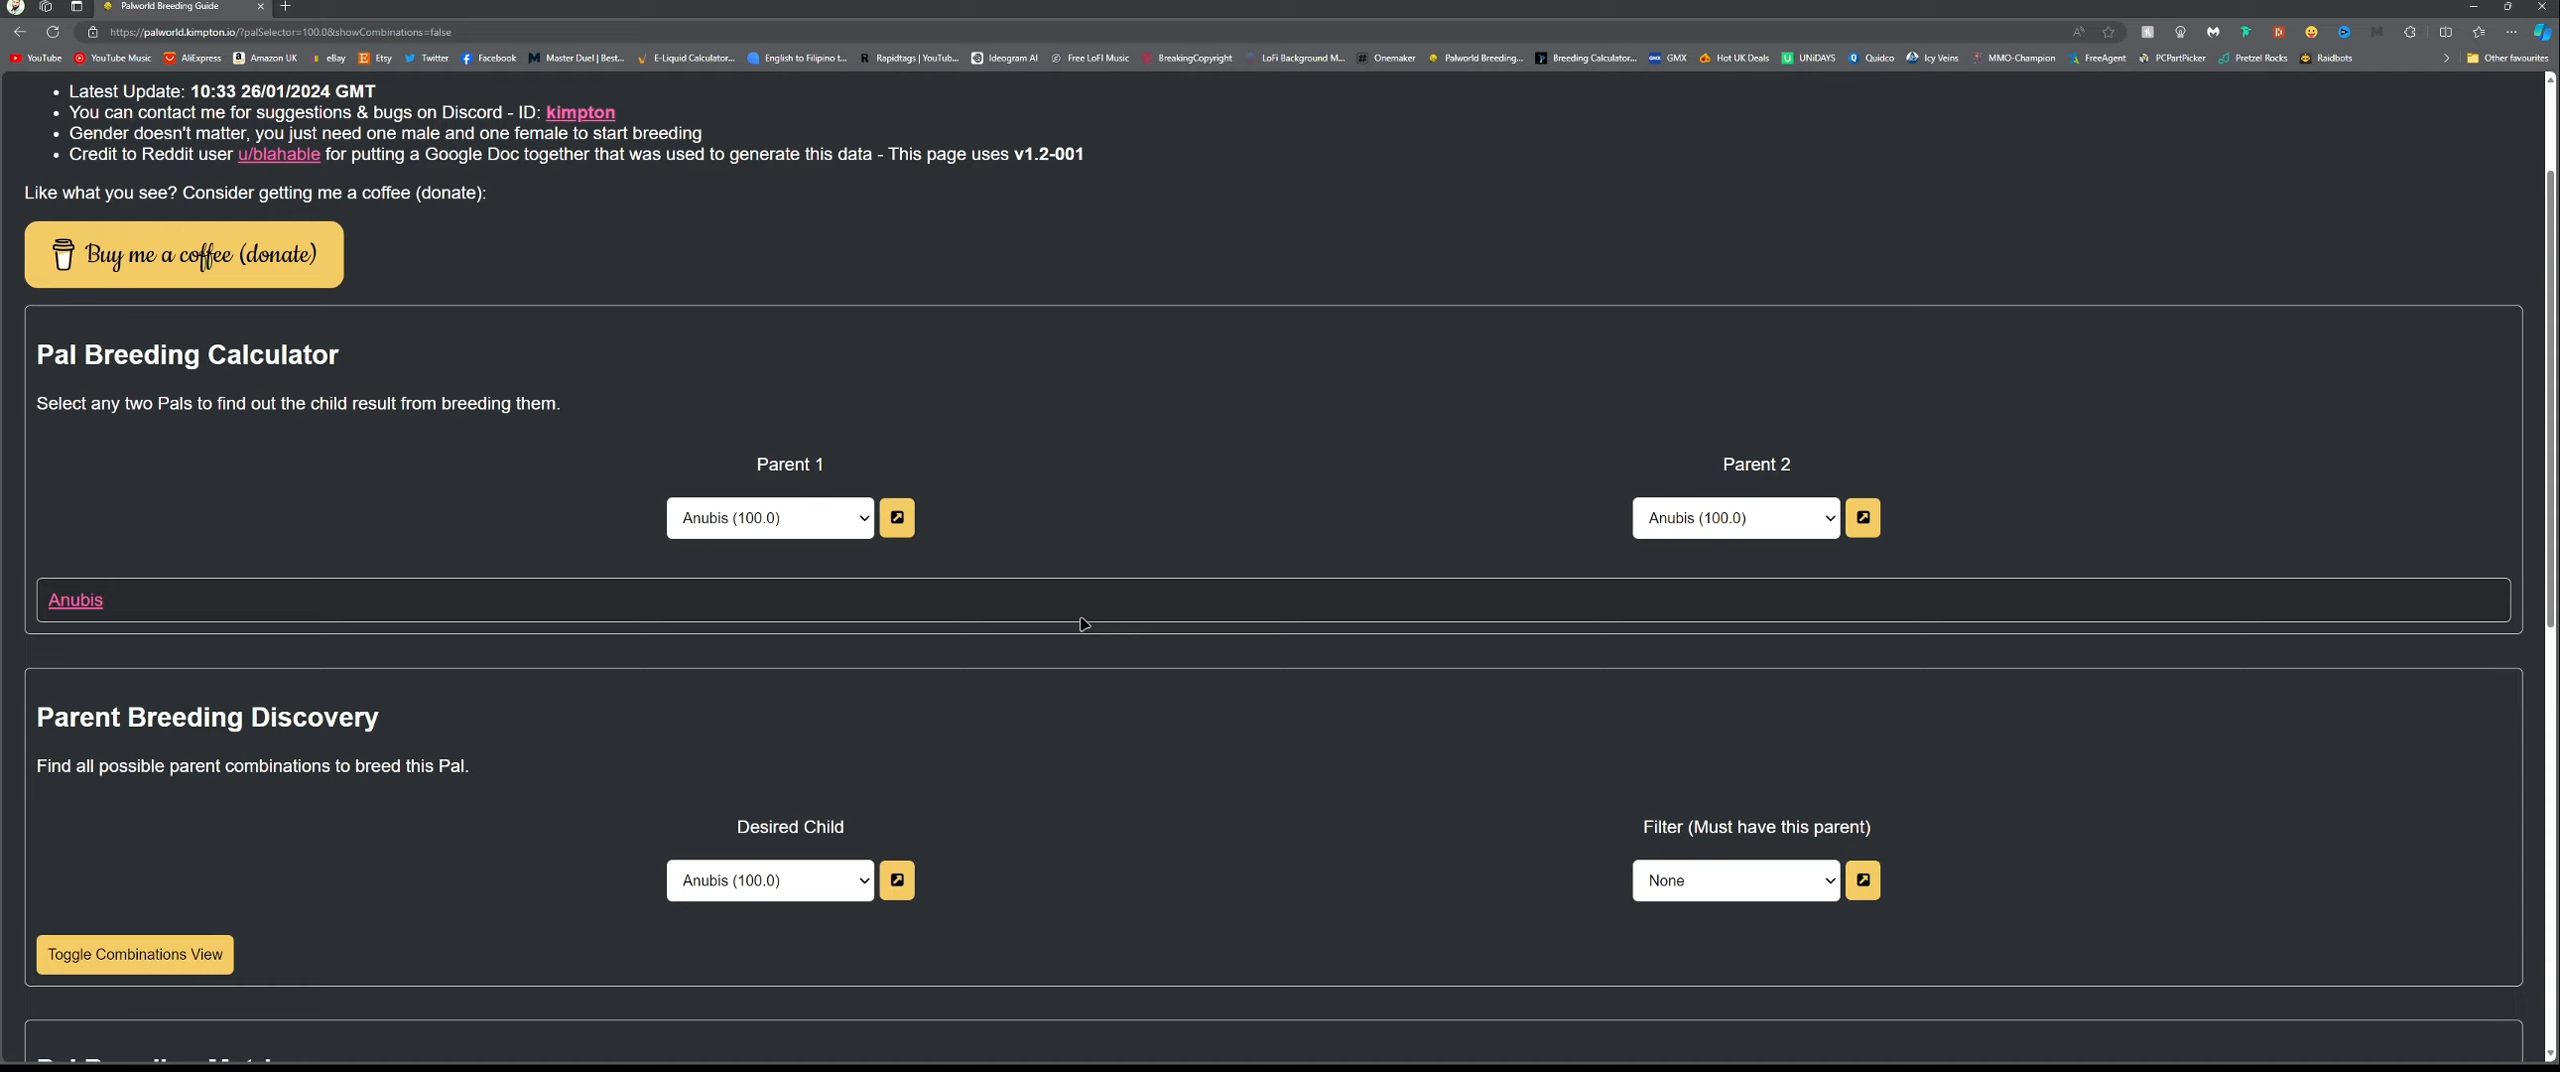 Palworld Breeding Guide
https://palworld.kimpton.io/?palSelector=100.0&showCombinations=false
YouTube YouTube Music AliExpress Amazon UK eBay Etsy Twitter Facebook Master Duel | Best... E-Liquid Calculator... English to Filipino t... Rapidtags | YouTub... Ideogram AI Free LoFI Music BreakingCopyright LoFi Background M... Onemaker Palworld Breeding... Breeding Calculator... GMX Hot UK Deals UNiDAYS Quidco Icy Veins MMO-Champion FreeAgent PCPartPicker Pretzel Rocks Raidbots Other favourites
• Latest Update: 10:33 26/01/2024 GMT
• You can contact me for suggestions & bugs on Discord - ID: kimpton
• Gender doesn't matter, you just need one male and one female to start breeding
• Credit to Reddit user u/blahable for putting a Google Doc together that was used to generate this data - This page uses v1.2-001
Like what you see? Consider getting me a coffee (donate):
Buy me a coffee (donate)
Pal Breeding Calculator
Select any two Pals to find out the child result from breeding them.
Parent 1 Parent 2
Anubis (100.0) Anubis (100.0)
Anubis
Parent Breeding Discovery
Find all possible parent combinations to breed this Pal.
Desired Child Filter (Must have this parent)
Anubis (100.0) None
Toggle Combinations View